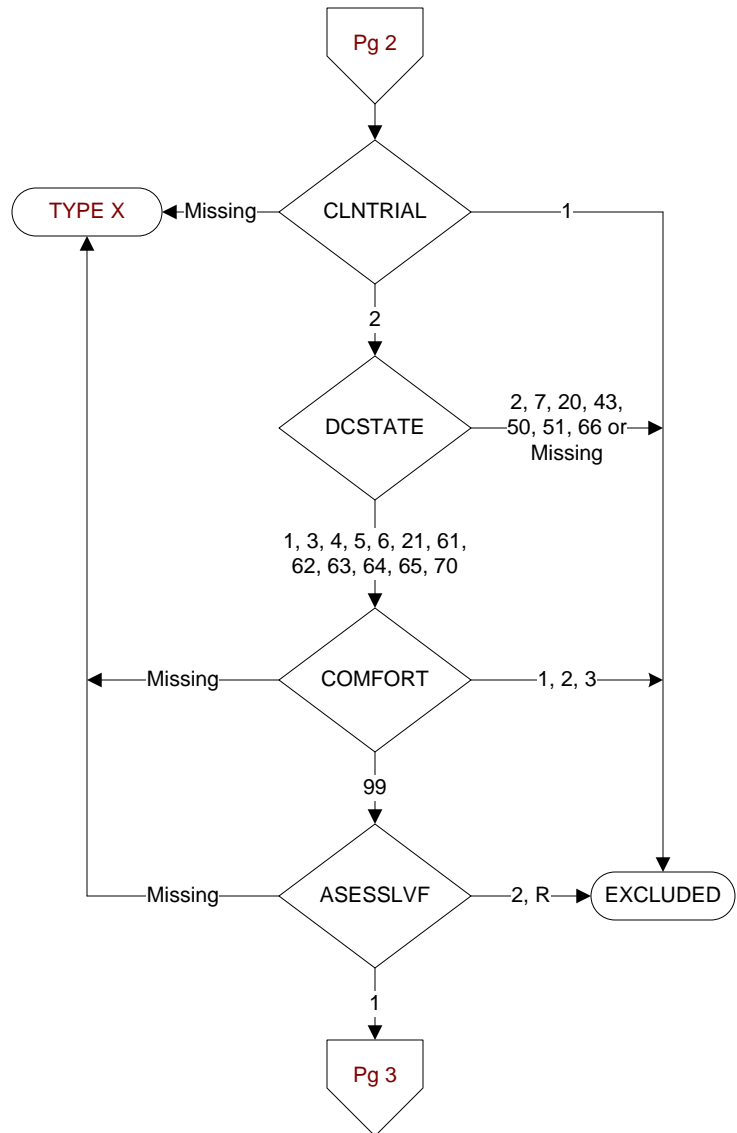 Pg 2
TYPE X
Missing
CLNTRIAL
1
2
DCSTATE
2, 7, 20, 43,
50, 51, 66 or
Missing
1, 3, 4, 5, 6, 21, 61,
62, 63, 64, 65, 70
Missing
COMFORT
1, 2, 3
99
Missing
ASESSLVF
2, R
EXCLUDED
1
Pg 3